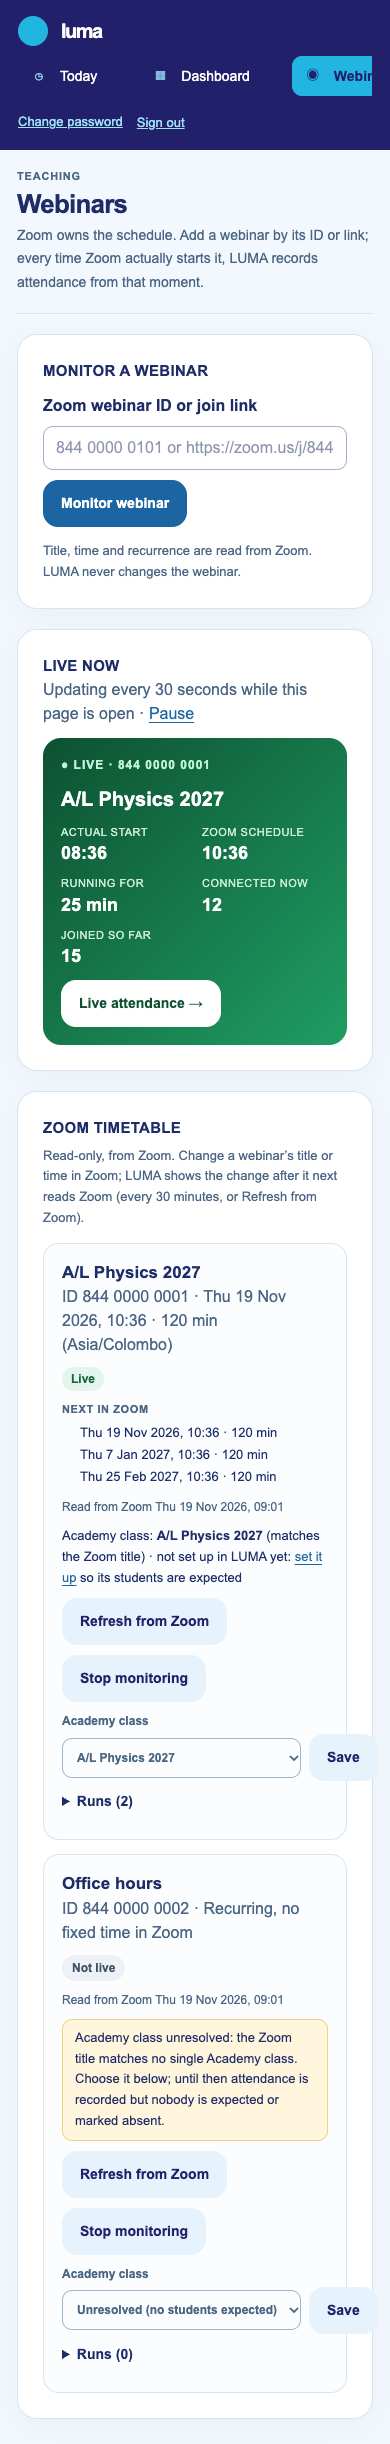 luma
Today
Dashboard
Webin
Change password
Sign out
TEACHING
Webinars
Zoom owns the schedule. Add a webinar by its ID or link;
every time Zoom actually starts it, LUMA records
attendance from that moment.
MONITOR A WEBINAR
Zoom webinar ID or join link
844 0000 0101 or https://zoom.us/j/844
Monitor webinar
Title, time and recurrence are read from Zoom.
LUMA never changes the webinar.
LIVE NOW
Updating every 30 seconds while this
page is open · Pause
● LIVE · 844 0000 0001
A/L Physics 2027
ACTUAL START
08:36
ZOOM SCHEDULE
10:36
RUNNING FOR
25 min
CONNECTED NOW
12
JOINED SO FAR
15
Live attendance →
ZOOM TIMETABLE
Read-only, from Zoom. Change a webinar’s title or
time in Zoom; LUMA shows the change after it next
reads Zoom (every 30 minutes, or Refresh from
Zoom).
A/L Physics 2027
ID 844 0000 0001 · Thu 19 Nov
2026, 10:36 · 120 min
(Asia/Colombo)
Live
NEXT IN ZOOM
Thu 19 Nov 2026, 10:36 · 120 min
Thu 7 Jan 2027, 10:36 · 120 min
Thu 25 Feb 2027, 10:36 · 120 min
Read from Zoom Thu 19 Nov 2026, 09:01
Academy class: A/L Physics 2027 (matches
the Zoom title) · not set up in LUMA yet: set it
up so its students are expected
Refresh from Zoom
Stop monitoring
Academy class
A/L Physics 2027
Save
▶ Runs (2)
Office hours
ID 844 0000 0002 · Recurring, no
fixed time in Zoom
Not live
Read from Zoom Thu 19 Nov 2026, 09:01
Academy class unresolved: the Zoom
title matches no single Academy class.
Choose it below; until then attendance is
recorded but nobody is expected or
marked absent.
Refresh from Zoom
Stop monitoring
Academy class
Unresolved (no students expected)
Save
▶ Runs (0)